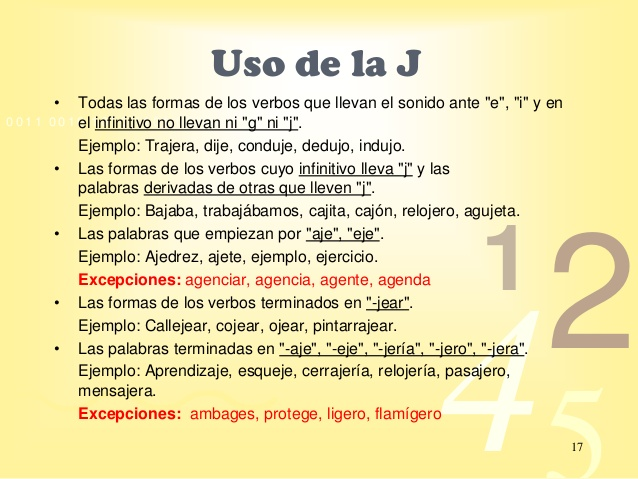 Uso de la J
• Todas las formas de los verbos que llevan el sonido ante "e", "i" y en
el infinitivo no llevan ni "g" ni "j".
Ejemplo: Trajera, dije, conduje, dedujo, indujo.
• Las formas de los verbos cuyo infinitivo lleva "j" y las
palabras derivadas de otras que lleven "j".
Ejemplo: Bajaba, trabajábamos, cajita, cajón, relojero, agujeta.
• Las palabras que empiezan por "aje", "eje".
Ejemplo: Ajedrez, ajete, ejemplo, ejercicio.
Excepciones: agenciar, agencia, agente, agenda
• Las formas de los verbos terminados en "-jear".
Ejemplo: Callejear, cojear, ojear, pintarrajear.
• Las palabras terminadas en "-aje", "-eje", "-jería", "-jero", "-jera".
Ejemplo: Aprendizaje, esqueje, cerrajería, relojería, pasajero,
mensajera.
Excepciones: ambages, protege, ligero, flamígero
1
2
4
5
17